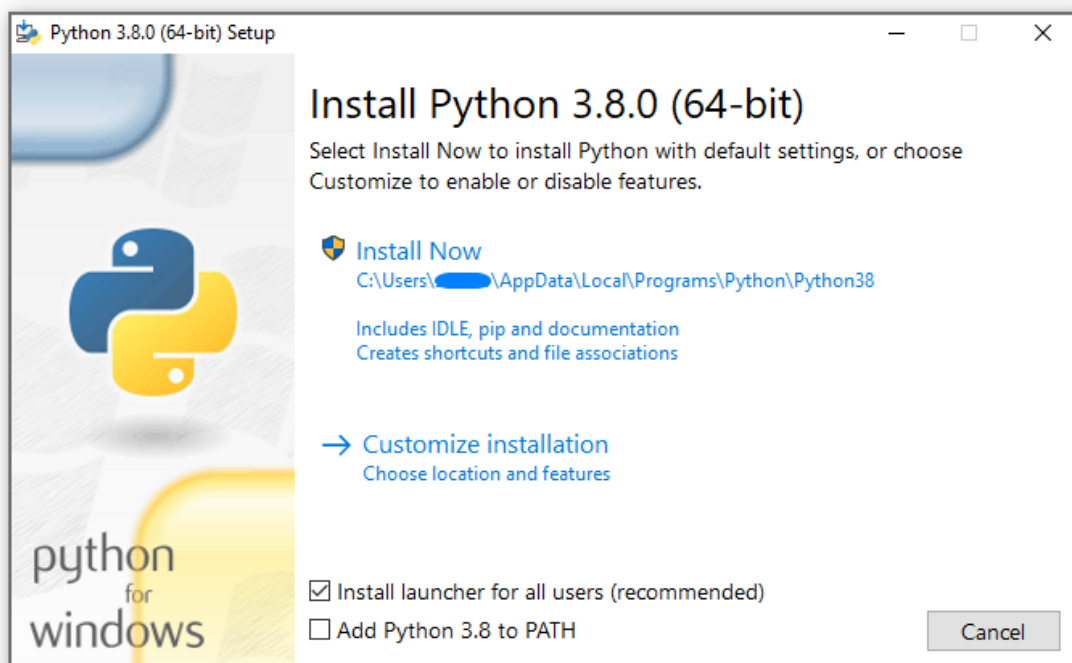 Python 3.8.0 (64-bit) Setup
Install Python 3.8.0 (64-bit)
Select Install Now to install Python with default settings, or choose
Customize to enable or disable features.
Install Now
C:\Users\ \AppData\Local\Programs\Python\Python38
Includes IDLE, pip and documentation
Creates shortcuts and file associations
Customize installation
Choose location and features
python
for
windows
Install launcher for all users (recommended)
Add Python 3.8 to PATH
Cancel